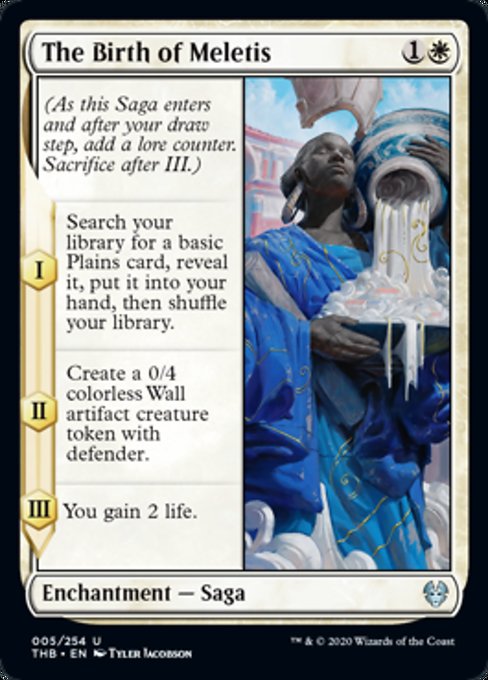 The Birth of Meletis 1
(As this Saga enters
and after your draw
step, add a lore counter.
Sacrifice after III.)
I
Search your
library for a basic
Plains card, reveal
it, put it into your
hand, then shuffle
your library.
II
Create a 0/4
colorless Wall
artifact creature
token with
defender.
III
You gain 2 life.
Enchantment — Saga
005/254 U
THB • EN Tyler Jacobson
™ & © 2020 Wizards of the Coast